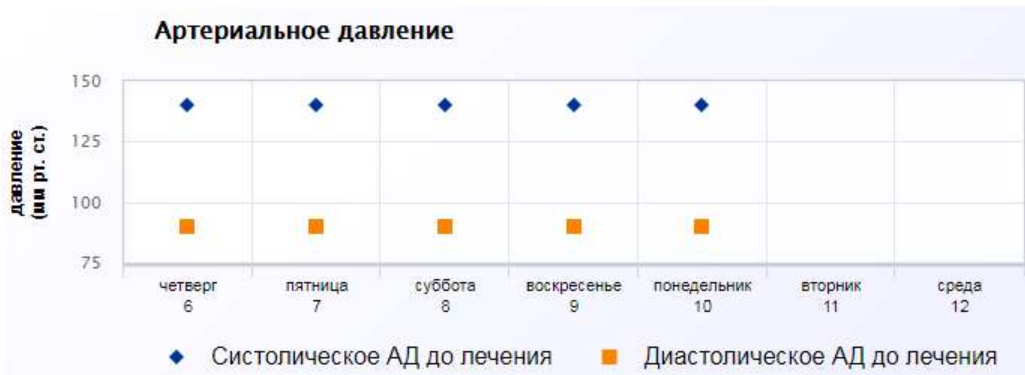 Артериальное давление
давление
(мм рт. ст.)
150
125
100
75
четверг пятница суббота воскресенье понедельник вторник среда
6 7 8 9 10 11 12
Систолическое АД до лечения Диастолическое АД до лечения